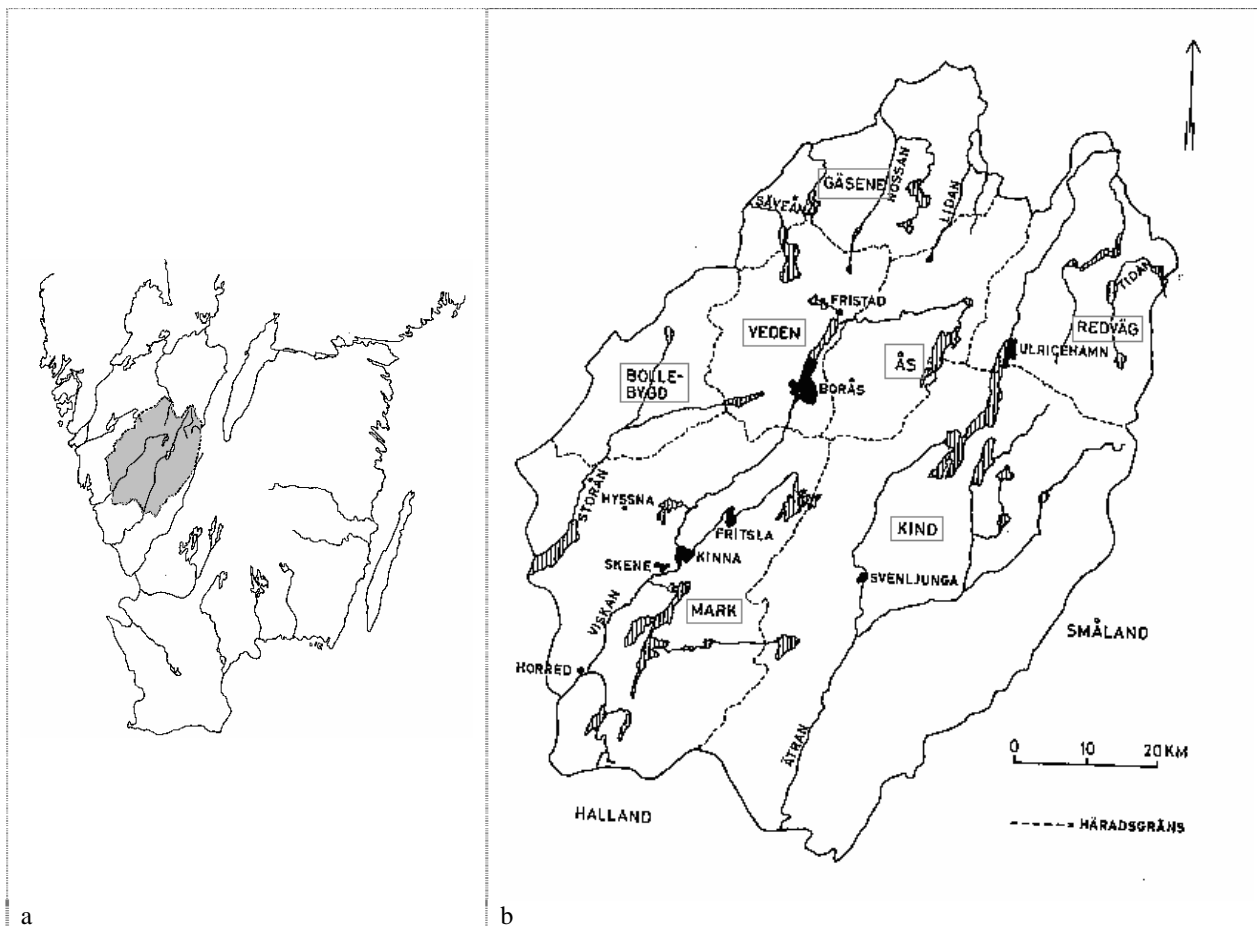 GÄSENE
NOSSAN
LIDAN
SÄVEÅN
TIDAN
FRISTAD
VEDEN
REDVÄG
ÅS
ULRICEHAMN
BOLLE-
BYGD
BORÅS
STORÅN
HYSSNA
FRITSLA
KIND
KINNA
SKENE
SVENLJUNGA
MARK
VISKAN
SMÅLAND
HORRED
ÄTRAN
0 10 20 KM
HALLAND
HÄRADSGRÄNS
a
b